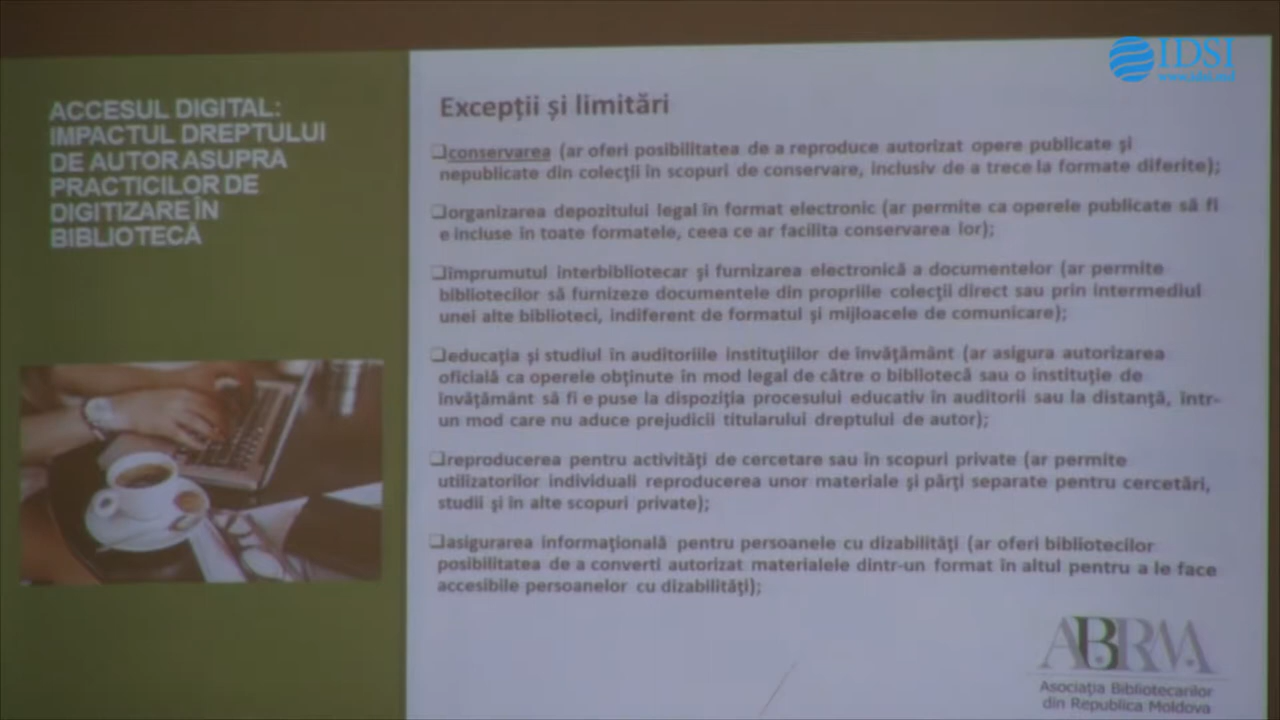 ACCESUL DIGITAL:
IMPACTUL DREPTULUI
DE AUTOR ASUPRA
PRACTICILOR DE
DIGITIZARE ÎN
BIBLIOTECĂ
IDSI
www.idsi.md
Excepții și limitări
❑conservarea (ar oferi posibilitatea de a reproduce autorizat opere publicate și
nepublicate din colecții în scopuri de conservare, inclusiv de a trece la formate diferite);
❑organizarea depozitului legal în format electronic (ar permite ca operele publicate să fi
e incluse în toate formatele, ceea ce ar facilita conservarea lor);
❑împrumutul interbibliotecar și furnizarea electronică a documentelor (ar permite
bibliotecilor să furnizeze documentele din propriile colecții direct sau prin intermediul
unei alte biblioteci, indiferent de formatul și mijloacele de comunicare);
❑educația și studiul în auditoriile instituțiilor de învățământ (ar asigura autorizarea
oficială ca operele obținute în mod legal de către o bibliotecă sau o instituție de
învățământ să fi e puse la dispoziția procesului educativ în auditorii sau la distanță, într-
un mod care nu aduce prejudicii titularului dreptului de autor);
❑reproducerea pentru activități de cercetare sau în scopuri private (ar permite
utilizatorilor individuali reproducerea unor materiale și părți separate pentru cercetări,
studii și în alte scopuri private);
❑asigurarea informațională pentru persoanele cu dizabilități (ar oferi bibliotecilor
posibilitatea de a converti autorizat materialele dintr-un format în altul pentru a le face
accesibile persoanelor cu dizabilități);
ABRM
Asociația Bibliotecarilor
din Republica Moldova